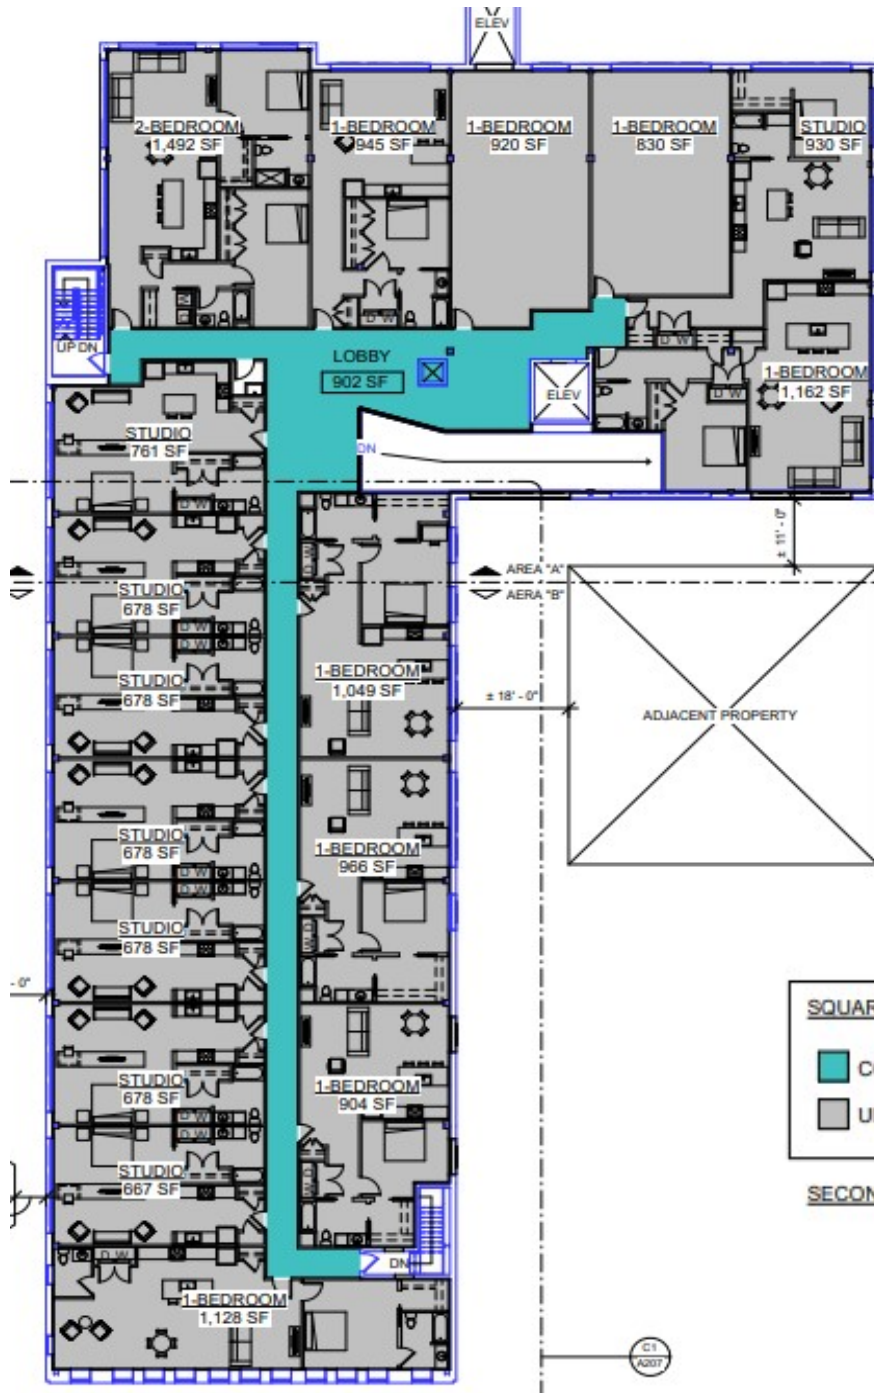 ELEV
2-BEDROOM
1,492 SF
1-BEDROOM
945 SF
1-BEDROOM
920 SF
1-BEDROOM
830 SF
STUDIO
930 SF
W
D W
D W
UP DN
LOBBY
902 SF
ELEV
1-BEDROOM
1,162 SF
D W
STUDIO
761 SF
DN
D W
D W
± 11' - 0"
AREA "A"
AERA "B"
STUDIO
678 SF
D W
D W
STUDIO
678 SF
1-BEDROOM
1,049 SF
± 18' - 0"
ADJACENT PROPERTY
STUDIO
678 SF
D W
D W
1-BEDROOM
966 SF
STUDIO
678 SF
D W
- 0"
SQUAR
STUDIO
678 SF
D W
D W
1-BEDROOM
904 SF
STUDIO
667 SF
D W
SECON
D W
DN
1-BEDROOM
1,128 SF
C1
A207